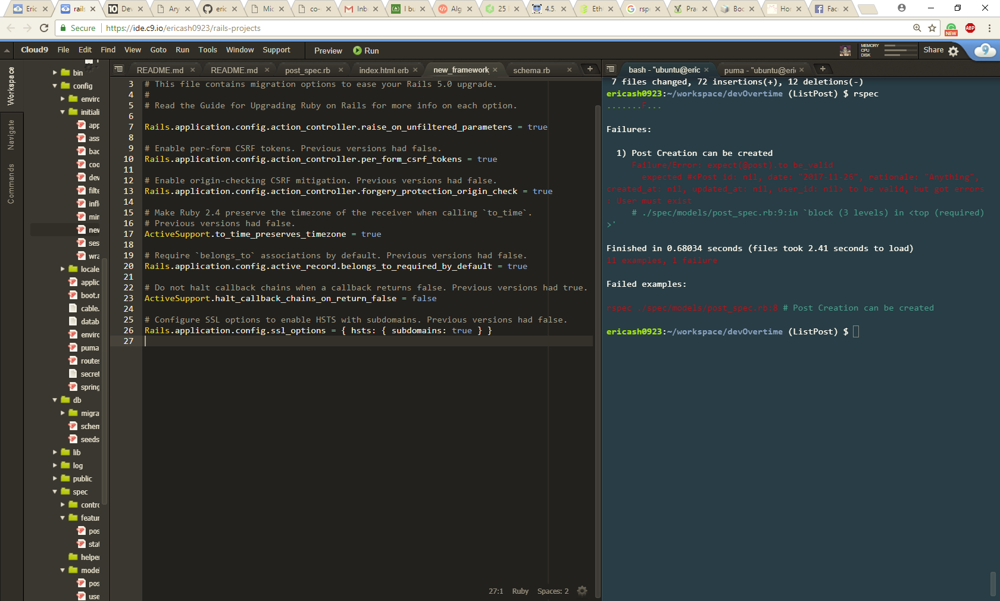 Eric
rails
Dev
Ary
eric
Mic
co-
Inb
I bu
Alg
25
4.5.
Eth
rsp
Pra
Boc
Hor
Fac
Secure
https://ide.c9.io/ericash0923/rails-projects
NEW
ABP
Cloud9 File Edit Find View Goto Run Tools Window Support Preview Run
MEMORY
CPU
DISK
Share
Workspace
Navigate
Commands
bin
config
enviro
initiali
app
ass
bac
coo
dev
filte
infl
min
new
ses
wra
locale
applic
boot.r
cable.
datab
enviro
puma
routes
secret
spring
db
migra
schem
seeds
lib
log
public
spec
contro
featur
pos
stat
helper
model
pos
use
README.md
README.md
post_spec.rb
index.html.erb
new_framework
schema.rb
3 # This file contains migration options to ease your Rails 5.0 upgrade.
4 #
5 # Read the Guide for Upgrading Ruby on Rails for more info on each option.
6
7 Rails.application.config.action_controller.raise_on_unfiltered_parameters = true
8
9 # Enable per-form CSRF tokens. Previous versions had false.
10 Rails.application.config.action_controller.per_form_csrf_tokens = true
11
12 # Enable origin-checking CSRF mitigation. Previous versions had false.
13 Rails.application.config.action_controller.forgery_protection_origin_check = true
14
15 # Make Ruby 2.4 preserve the timezone of the receiver when calling `to_time`.
16 # Previous versions had false.
17 ActiveSupport.to_time_preserves_timezone = true
18
19 # Require `belongs_to` associations by default. Previous versions had false.
20 Rails.application.config.active_record.belongs_to_required_by_default = true
21
22 # Do not halt callback chains when a callback returns false. Previous versions had true.
23 ActiveSupport.halt_callback_chains_on_return_false = false
24
25 # Configure SSL options to enable HSTS with subdomains. Previous versions had false.
26 Rails.application.config.ssl_options = { hsts: { subdomains: true } }
27
27:1 Ruby Spaces: 2
bash - "ubuntu@eric
puma - "ubuntu@eric
7 files changed, 72 insertions(+), 12 deletions(-)
ericash0923:~/workspace/devOvertime (ListPost) $ rspec
.......F...
Failures:
1) Post Creation can be created
Failure/Error: expect(@post).to be_valid
expected #<Post id: nil, date: "2017-11-26", rationale: "Anything",
created_at: nil, updated_at: nil, user_id: nil> to be valid, but got errors
: User must exist
# ./spec/models/post_spec.rb:9:in `block (3 levels) in <top (required)
>'
Finished in 0.68034 seconds (files took 2.41 seconds to load)
11 examples, 1 failure
Failed examples:
rspec ./spec/models/post_spec.rb:8 # Post Creation can be created
ericash0923:~/workspace/devOvertime (ListPost) $